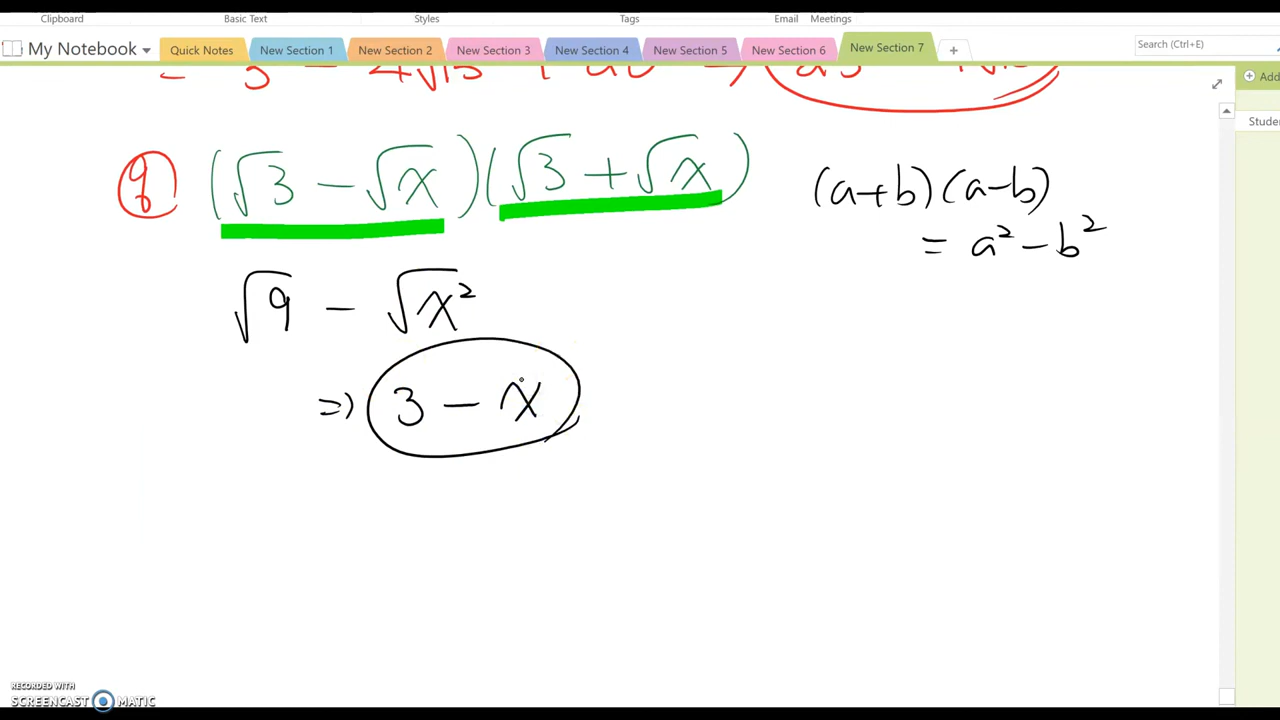 Clipboard Basic Text Styles Tags Email Meetings
My Notebook Quick Notes New Section 1 New Section 2 New Section 3 New Section 4 New Section 5 New Section 6 New Section 7 + Search (Ctrl+E)
Add
Stude
q (√3 − √x)(√3 + √x)
(a+b)(a-b)
= a² − b²
√9 − √x²
⇒ 3 − x
RECORDED WITH
SCREENCAST MATIC